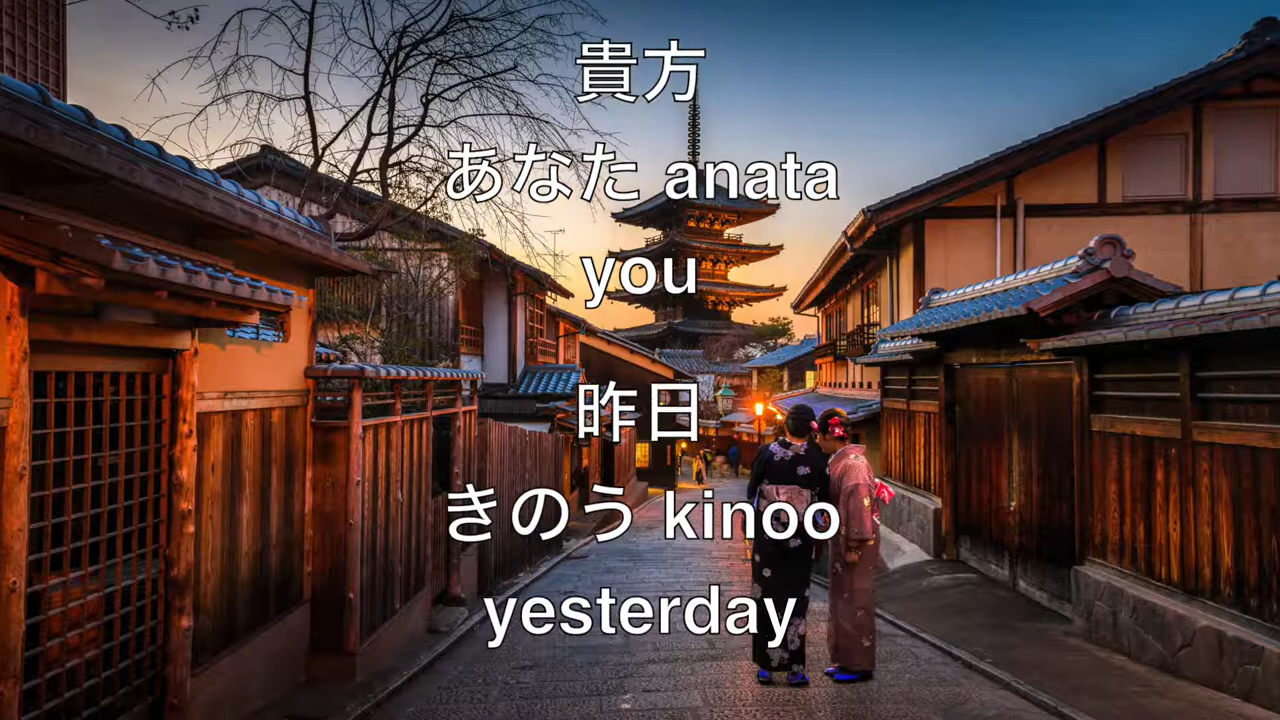 貴方
あなた anata
you
昨日
きのう kinoo
yesterday